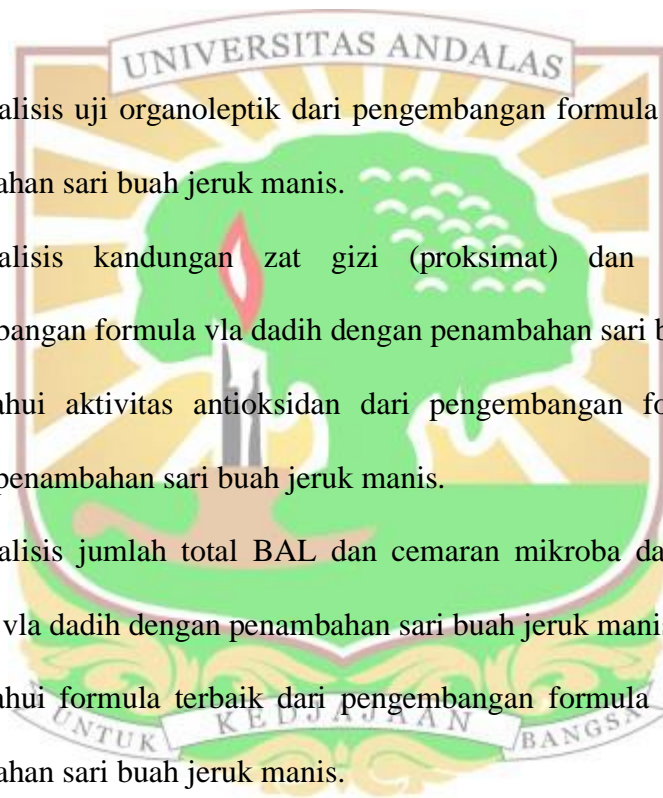 UNIVERSITAS ANDALAS
alisis uji organoleptik dari pengembangan formula
ahan sari buah jeruk manis.
alisis kandungan zat gizi (proksimat) dan
bangan formula vla dadih dengan penambahan sari b
ahui aktivitas antioksidan dari pengembangan fo
penambahan sari buah jeruk manis.
alisis jumlah total BAL dan cemaran mikroba da
vla dadih dengan penambahan sari buah jeruk manis
ahui formula terbaik dari pengembangan formula
UNTUK KEDJAJAAN BANGSA
ahan sari buah jeruk manis.